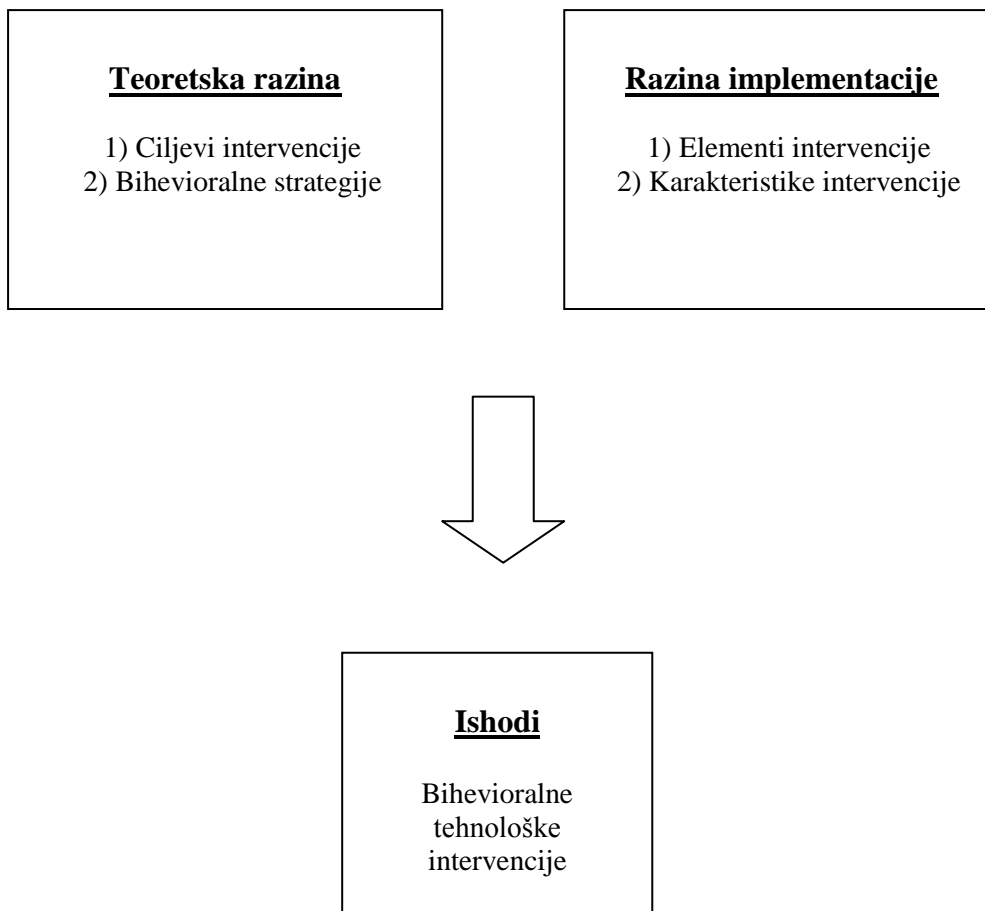 Teoretska razina
1) Ciljevi intervencije
2) Bihevioralne strategije
Razina implementacije
1) Elementi intervencije
2) Karakteristike intervencije
Ishodi
Bihevioralne
tehnološke
intervencije